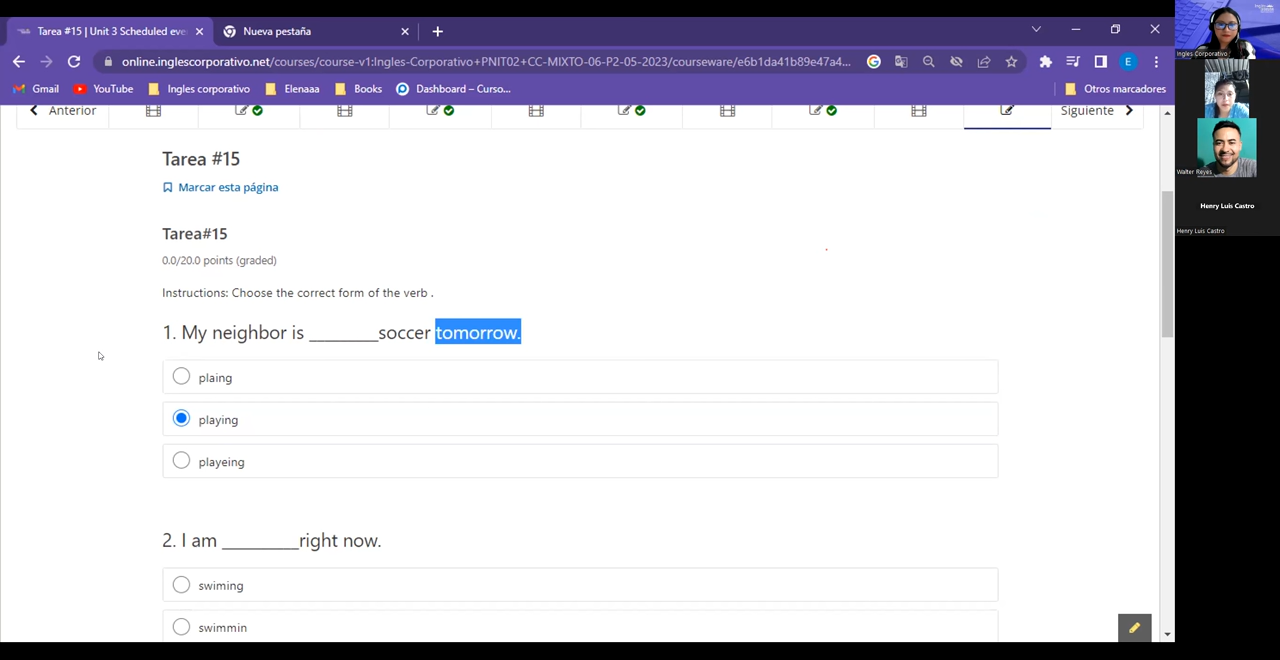 Tarea #15 | Unit 3 Scheduled eve
Nueva pestaña
online.inglescorporativo.net/courses/course-v1:Ingles-Corporativo+PNIT02+CC-MIXTO-06-P2-05-2023/courseware/e6b1da41b89e47a4...
E
Gmail YouTube Ingles corporativo Elenaaa Books Dashboard – Curso... Otros marcadores
Anterior Siguiente
Tarea #15
Marcar esta página
Tarea#15
0.0/20.0 points (graded)
Instructions: Choose the correct form of the verb .
1. My neighbor is ________soccer tomorrow.
plaing
playing
playeing
2. I am _________right now.
swiming
swimmin
Ingles Corporativo
Walter Reyes
Henry Luis Castro
Henry Luis Castro